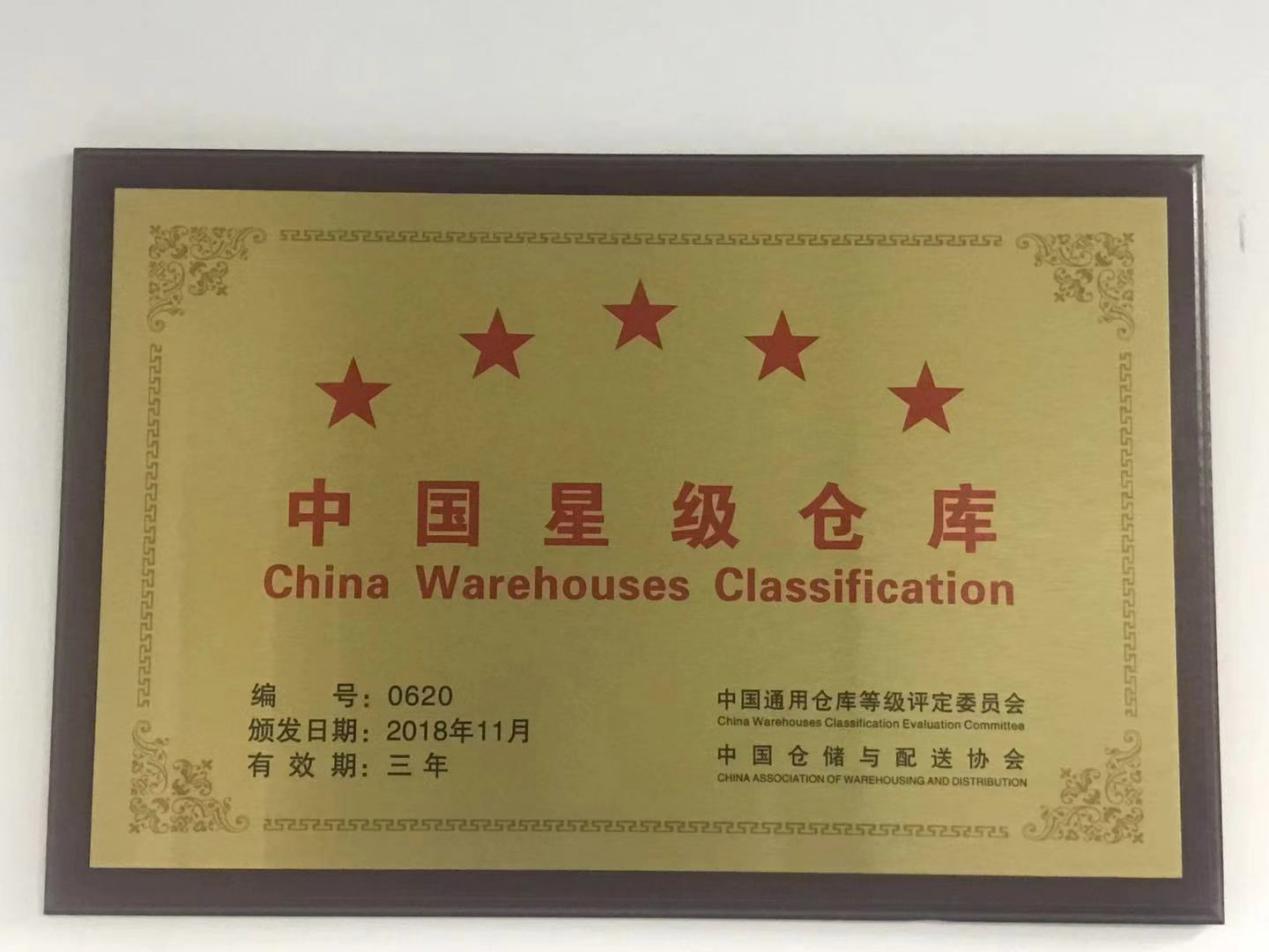 中国星级仓库
China Warehouses Classification
编 号：0620
颁发日期：2018年11月
有效期：三年
中国通用仓库等级评定委员会
China Warehouses Classification Evaluation Committee
中国仓储与配送协会
CHINA ASSOCIATION OF WAREHOUSING AND DISTRIBUTION